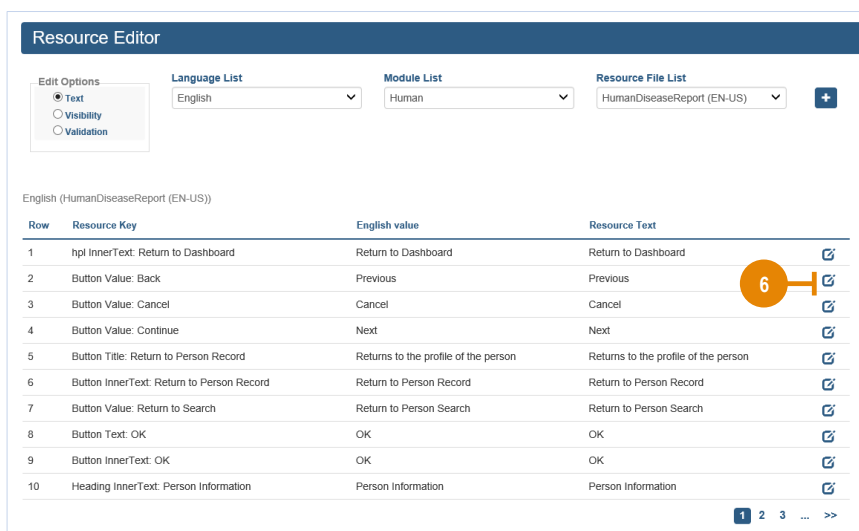 Resource Editor
Edit Options
Text
Visibility
Validation
Language List
English
Module List
Human
Resource File List
HumanDiseaseReport (EN-US)
+
English (HumanDiseaseReport (EN-US))
Row Resource Key English value Resource Text
1 hpl InnerText: Return to Dashboard Return to Dashboard Return to Dashboard
2 Button Value: Back Previous Previous
6
3 Button Value: Cancel Cancel Cancel
4 Button Value: Continue Next Next
5 Button Title: Return to Person Record Returns to the profile of the person Returns to the profile of the person
6 Button InnerText: Return to Person Record Return to Person Record Return to Person Record
7 Button Value: Return to Search Return to Person Search Return to Person Search
8 Button Text: OK OK OK
9 Button InnerText: OK OK OK
10 Heading InnerText: Person Information Person Information Person Information
1 2 3 ... >>